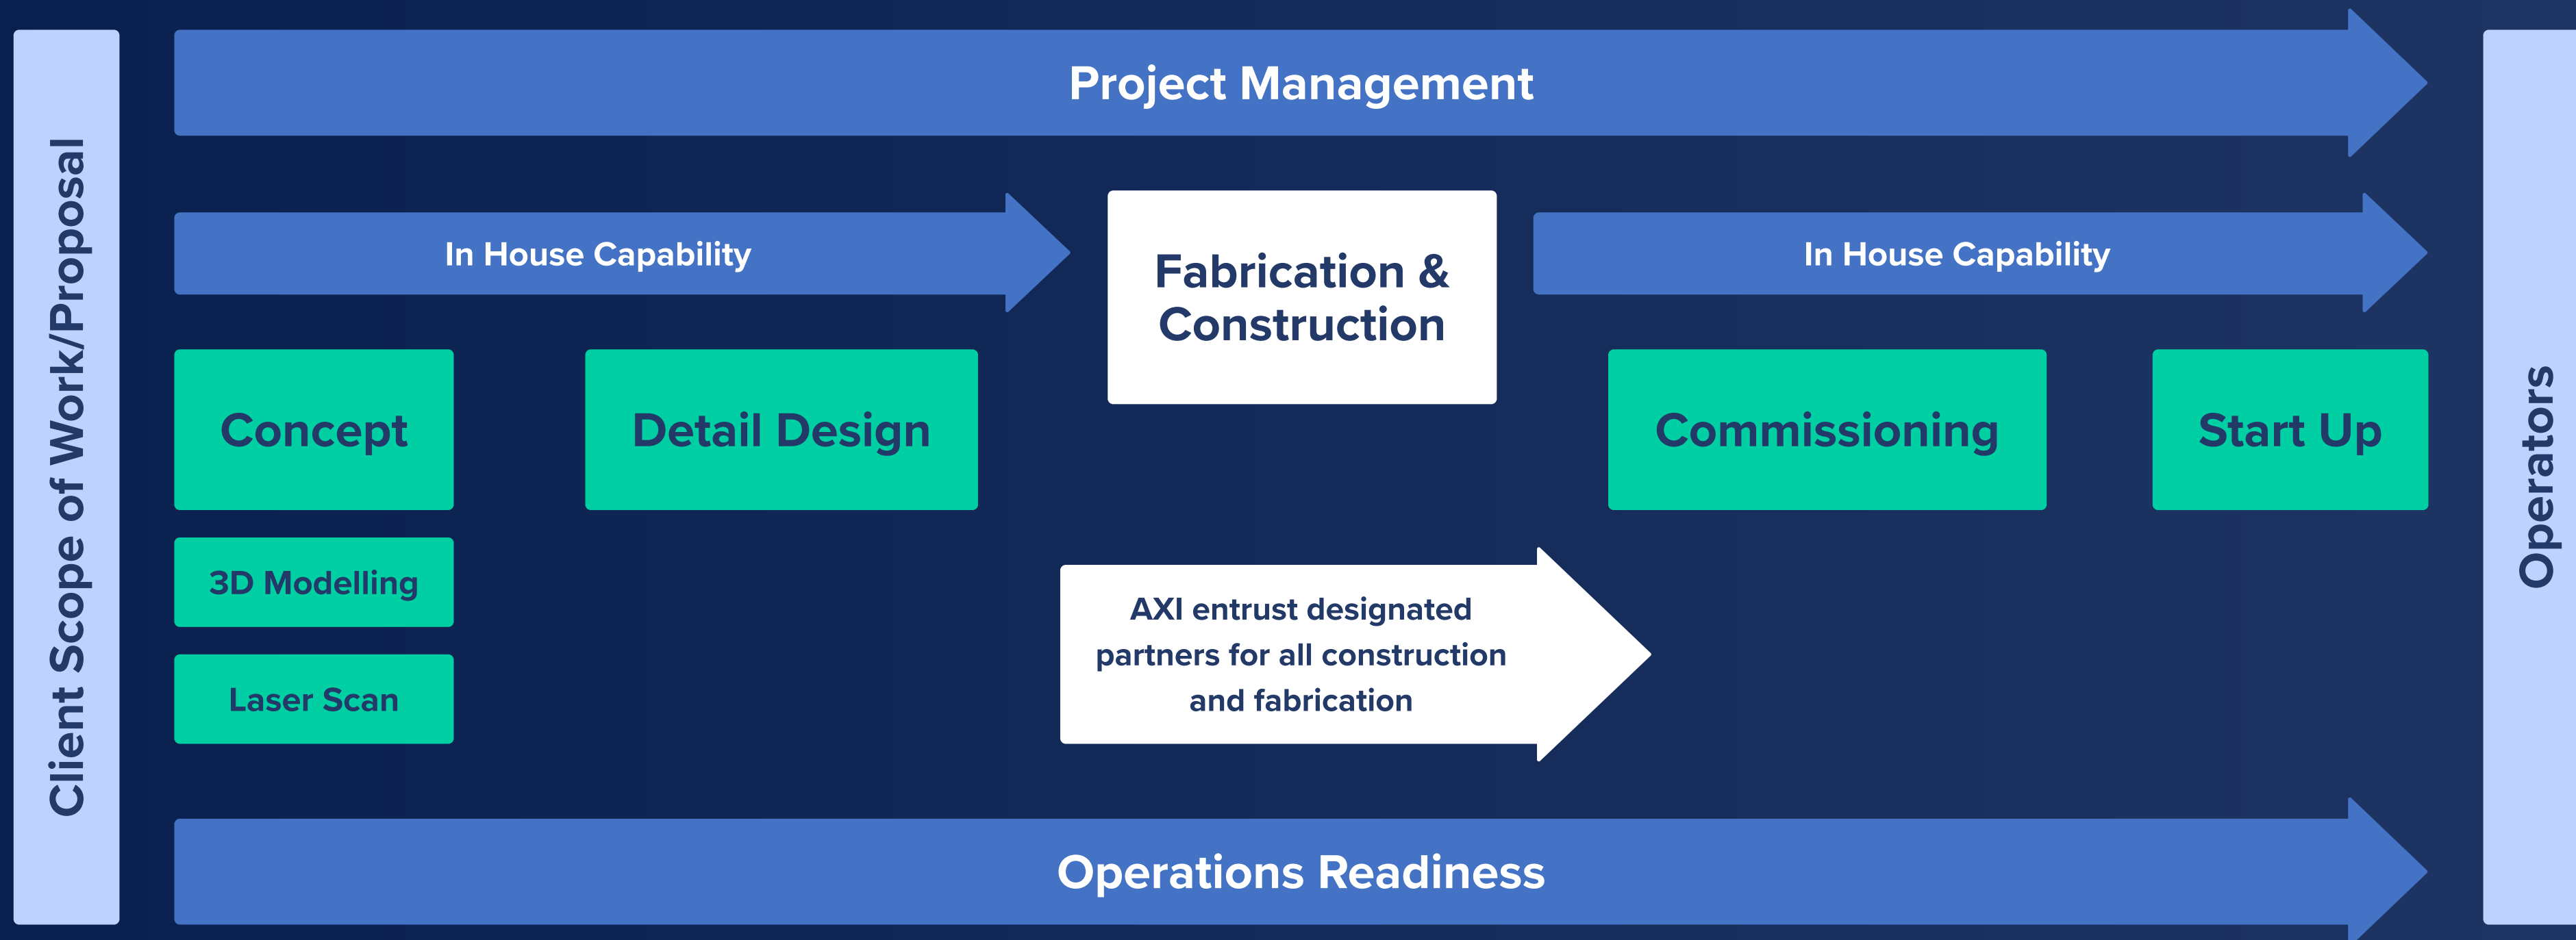 Client Scope of Work/Proposal
Project Management
In House Capability
Fabrication &
Construction
In House Capability
Concept
Detail Design
Commissioning
Start Up
3D Modelling
Laser Scan
AXI entrust designated
partners for all construction
and fabrication
Operations Readiness
Operators